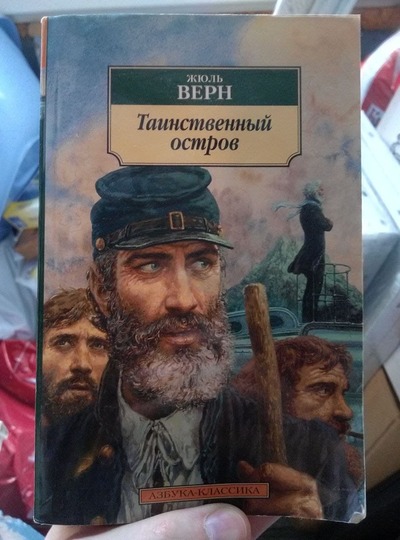 ЖЮЛЬ
ВЕРН
Таинственный
остров
АЗБУКА-КЛАССИКА